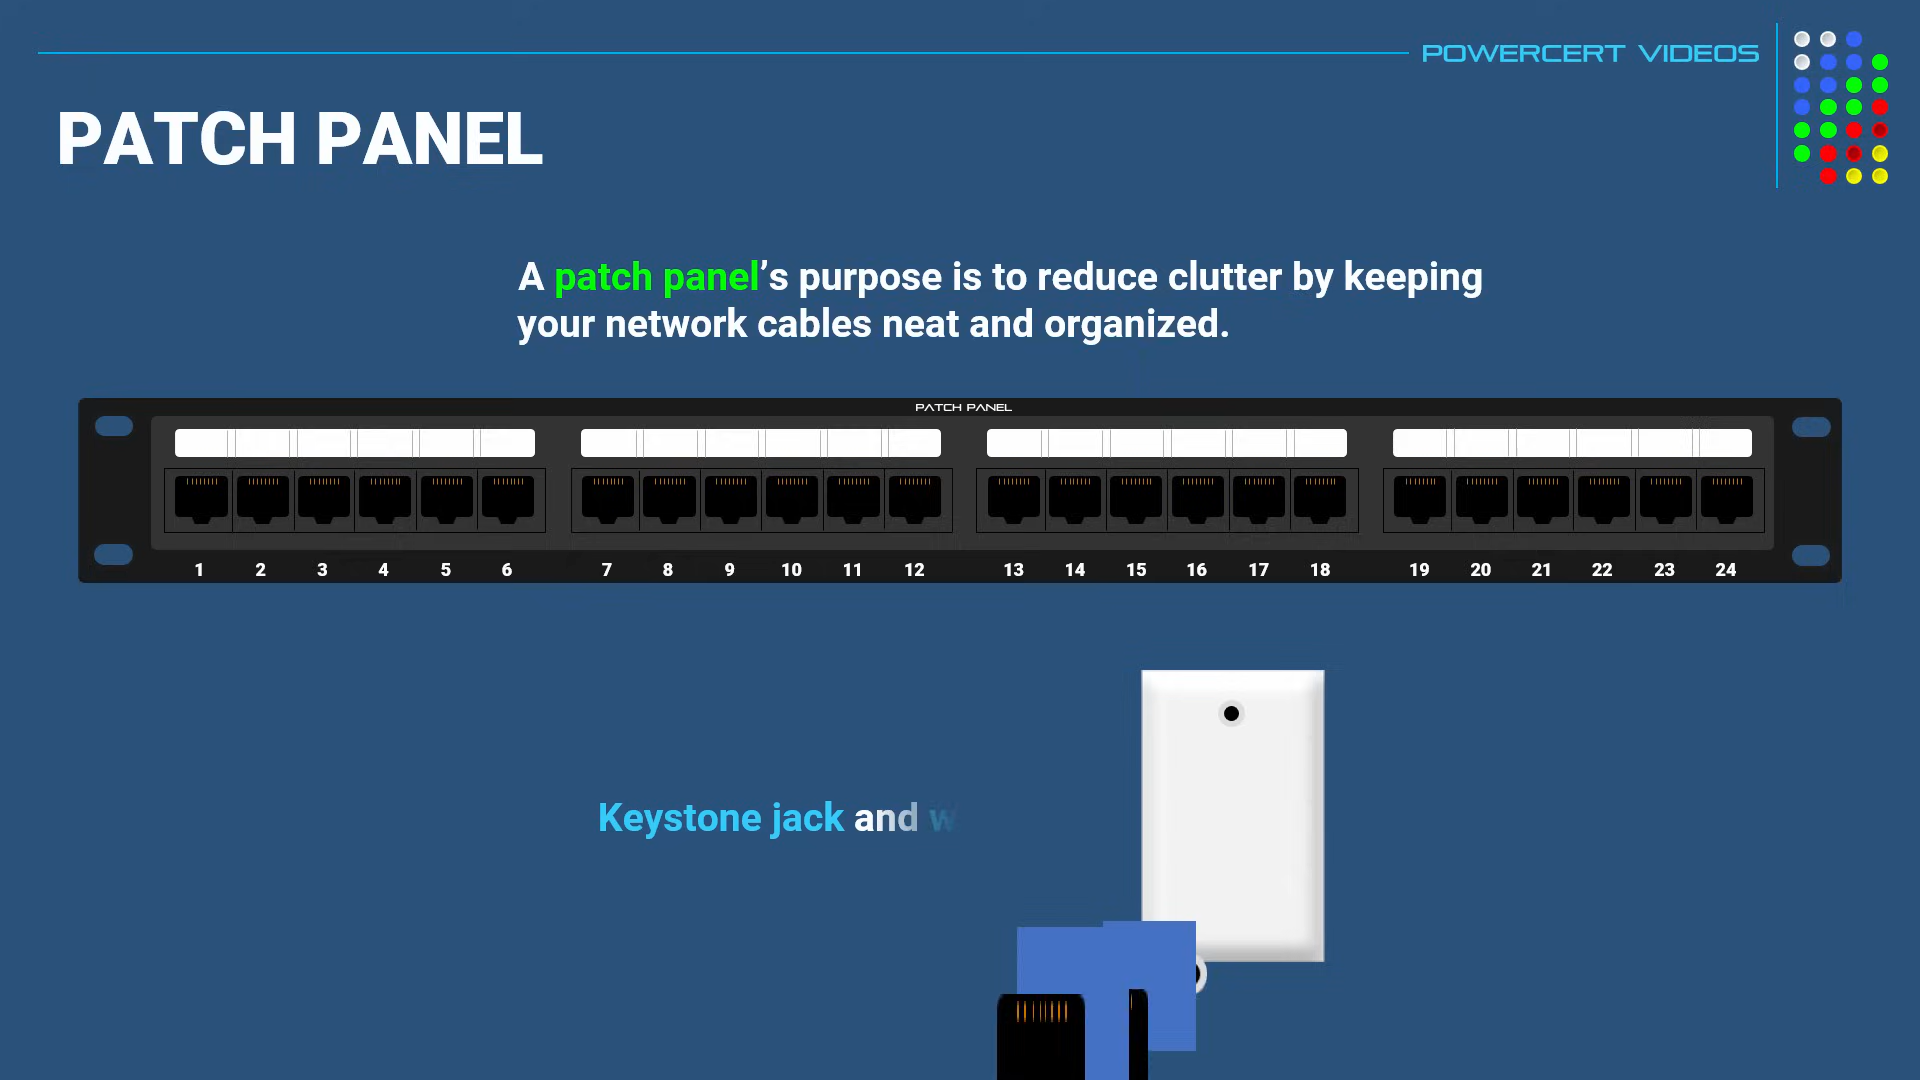 POWERCERT VIDEOS
PATCH PANEL
A patch panel's purpose is to reduce clutter by keeping
your network cables neat and organized.
PATCH PANEL
1 2 3 4 5 6 7 8 9 10 11 12 13 14 15 16 17 18 19 20 21 22 23 24
Keystone jack and w